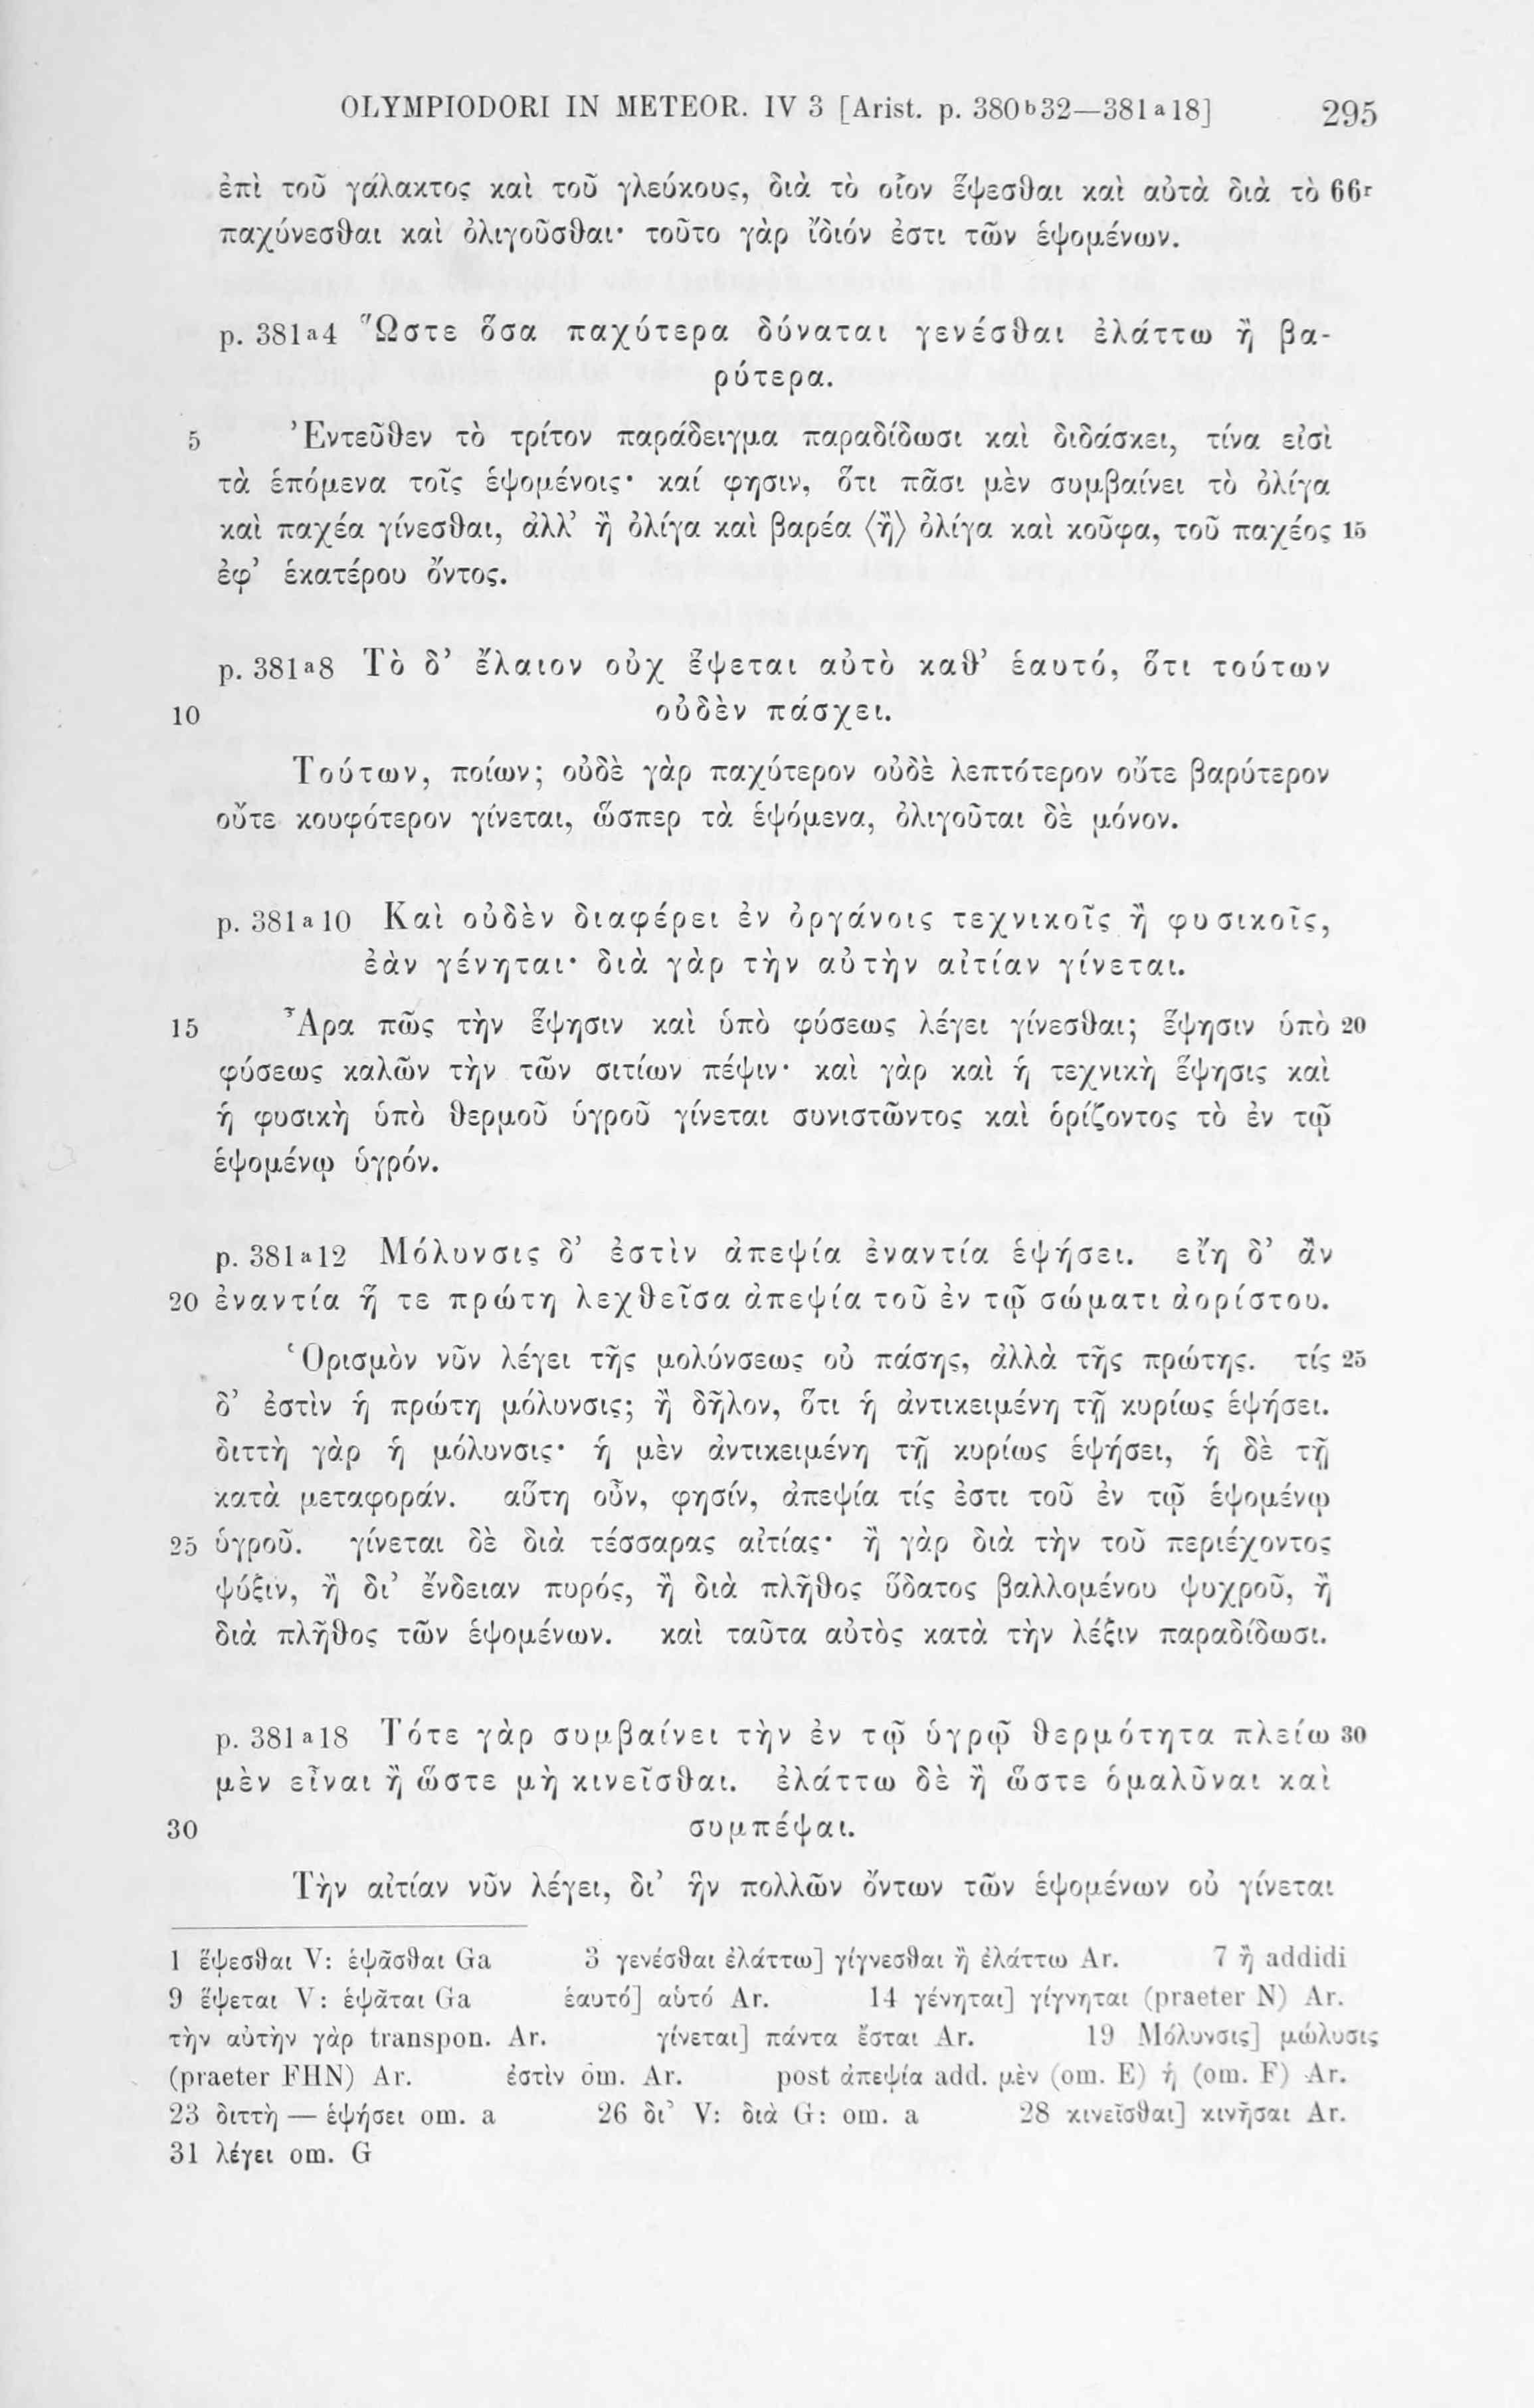 OLYMPIODORI IN METEOR. IV 3 [Arist. p. 380ᵇ32—381ᵃ18] 295
ἐπὶ τοῦ γάλακτος καὶ τοῦ γλεύκους, διὰ τὸ οἷον ἕψεσθαι καὶ αὐτὰ διὰ τὸ 66ʳ
παχύνεσθαι καὶ ὀλιγοῦσθαι· τοῦτο γὰρ ἴδιόν ἐστι τῶν ἑψομένων.
p. 381ᵃ4 Ὥστε ὅσα παχύτερα δύναται γενέσθαι ἐλάττω ἢ βα-
ρύτερα.
5 Ἐντεῦθεν τὸ τρίτον παράδειγμα παραδίδωσι καὶ διδάσκει, τίνα εἰσὶ
τὰ ἑπόμενα τοῖς ἑψομένοις· καί φησιν, ὅτι πᾶσι μὲν συμβαίνει τὸ ὀλίγα
καὶ παχέα γίνεσθαι, ἀλλ’ ἢ ὀλίγα καὶ βαρέα ⟨ἢ⟩ ὀλίγα καὶ κοῦφα, τοῦ παχέος 15
ἐφ’ ἑκατέρου ὄντος.
p. 381ᵃ8 Τὸ δ’ ἔλαιον οὐχ ἕψεται αὐτὸ καθ’ ἑαυτό, ὅτι τούτων
10 οὐδὲν πάσχει.
Τούτων, ποίων; οὐδὲ γὰρ παχύτερον οὐδὲ λεπτότερον οὔτε βαρύτερον
οὔτε κουφότερον γίνεται, ὥσπερ τὰ ἑψόμενα, ὀλιγοῦται δὲ μόνον.
p. 381ᵃ10 Καὶ οὐδὲν διαφέρει ἐν ὀργάνοις τεχνικοῖς ἢ φυσικοῖς,
ἐὰν γένηται· διὰ γὰρ τὴν αὐτὴν αἰτίαν γίνεται.
15 Ἆρα πῶς τὴν ἕψησιν καὶ ὑπὸ φύσεως λέγει γίνεσθαι; ἕψησιν ὑπὸ 20
φύσεως καλῶν τὴν τῶν σιτίων πέψιν· καὶ γὰρ καὶ ἡ τεχνικὴ ἕψησις καὶ
ἡ φυσικὴ ὑπὸ θερμοῦ ὑγροῦ γίνεται συνιστῶντος καὶ ὁρίζοντος τὸ ἐν τῷ
ἑψομένῳ ὑγρόν.
p. 381ᵃ12 Μόλυνσις δ’ ἐστὶν ἀπεψία ἐναντία ἑψήσει. εἴη δ’ ἂν
20 ἐναντία ἥ τε πρώτη λεχθεῖσα ἀπεψία τοῦ ἐν τῷ σώματι ἀορίστου.
Ὁρισμὸν νῦν λέγει τῆς μολύνσεως οὐ πάσης, ἀλλὰ τῆς πρώτης. τίς 25
δ’ ἐστὶν ἡ πρώτη μόλυνσις; ἢ δῆλον, ὅτι ἡ ἀντικειμένη τῇ κυρίως ἑψήσει.
διττὴ γὰρ ἡ μόλυνσις· ἡ μὲν ἀντικειμένη τῇ κυρίως ἑψήσει, ἡ δὲ τῇ
κατὰ μεταφοράν. αὕτη οὖν, φησίν, ἀπεψία τίς ἐστι τοῦ ἐν τῷ ἑψομένῳ
25 ὑγροῦ. γίνεται δὲ διὰ τέσσαρας αἰτίας· ἢ γὰρ διὰ τὴν τοῦ περιέχοντος
ψύξιν, ἢ δι’ ἔνδειαν πυρός, ἢ διὰ πλῆθος ὕδατος βαλλομένου ψυχροῦ, ἢ
διὰ πλῆθος τῶν ἑψομένων. καὶ ταῦτα αὐτὸς κατὰ τὴν λέξιν παραδίδωσι.
p. 381ᵃ18 Τότε γὰρ συμβαίνει τὴν ἐν τῷ ὑγρῷ θερμότητα πλείω 30
μὲν εἶναι ἢ ὥστε μὴ κινεῖσθαι. ἐλάττω δὲ ἢ ὥστε ὁμαλῦναι καὶ
30 συμπέψαι.
Τὴν αἰτίαν νῦν λέγει, δι’ ἣν πολλῶν ὄντων τῶν ἑψομένων οὐ γίνεται
1 ἕψεσθαι V: ἑψᾶσθαι Ga 3 γενέσθαι ἐλάττω] γίγνεσθαι ἢ ἐλάττω Ar. 7 ἢ addidi
9 ἕψεται V: ἑψᾶται Ga ἑαυτό] αὑτό Ar. 14 γένηται] γίγνηται (praeter N) Ar.
τὴν αὐτὴν γὰρ transpon. Ar. γίνεται] πάντα ἔσται Ar. 19 Μόλυνσις] μώλυσις
(praeter FHN) Ar. ἐστὶν om. Ar. post ἀπεψία add. μὲν (om. E) ἡ (om. F) Ar.
23 διττὴ — ἑψήσει om. a 26 δι’ V: διὰ G: om. a 28 κινεῖσθαι] κινῆσαι Ar.
31 λέγει om. G